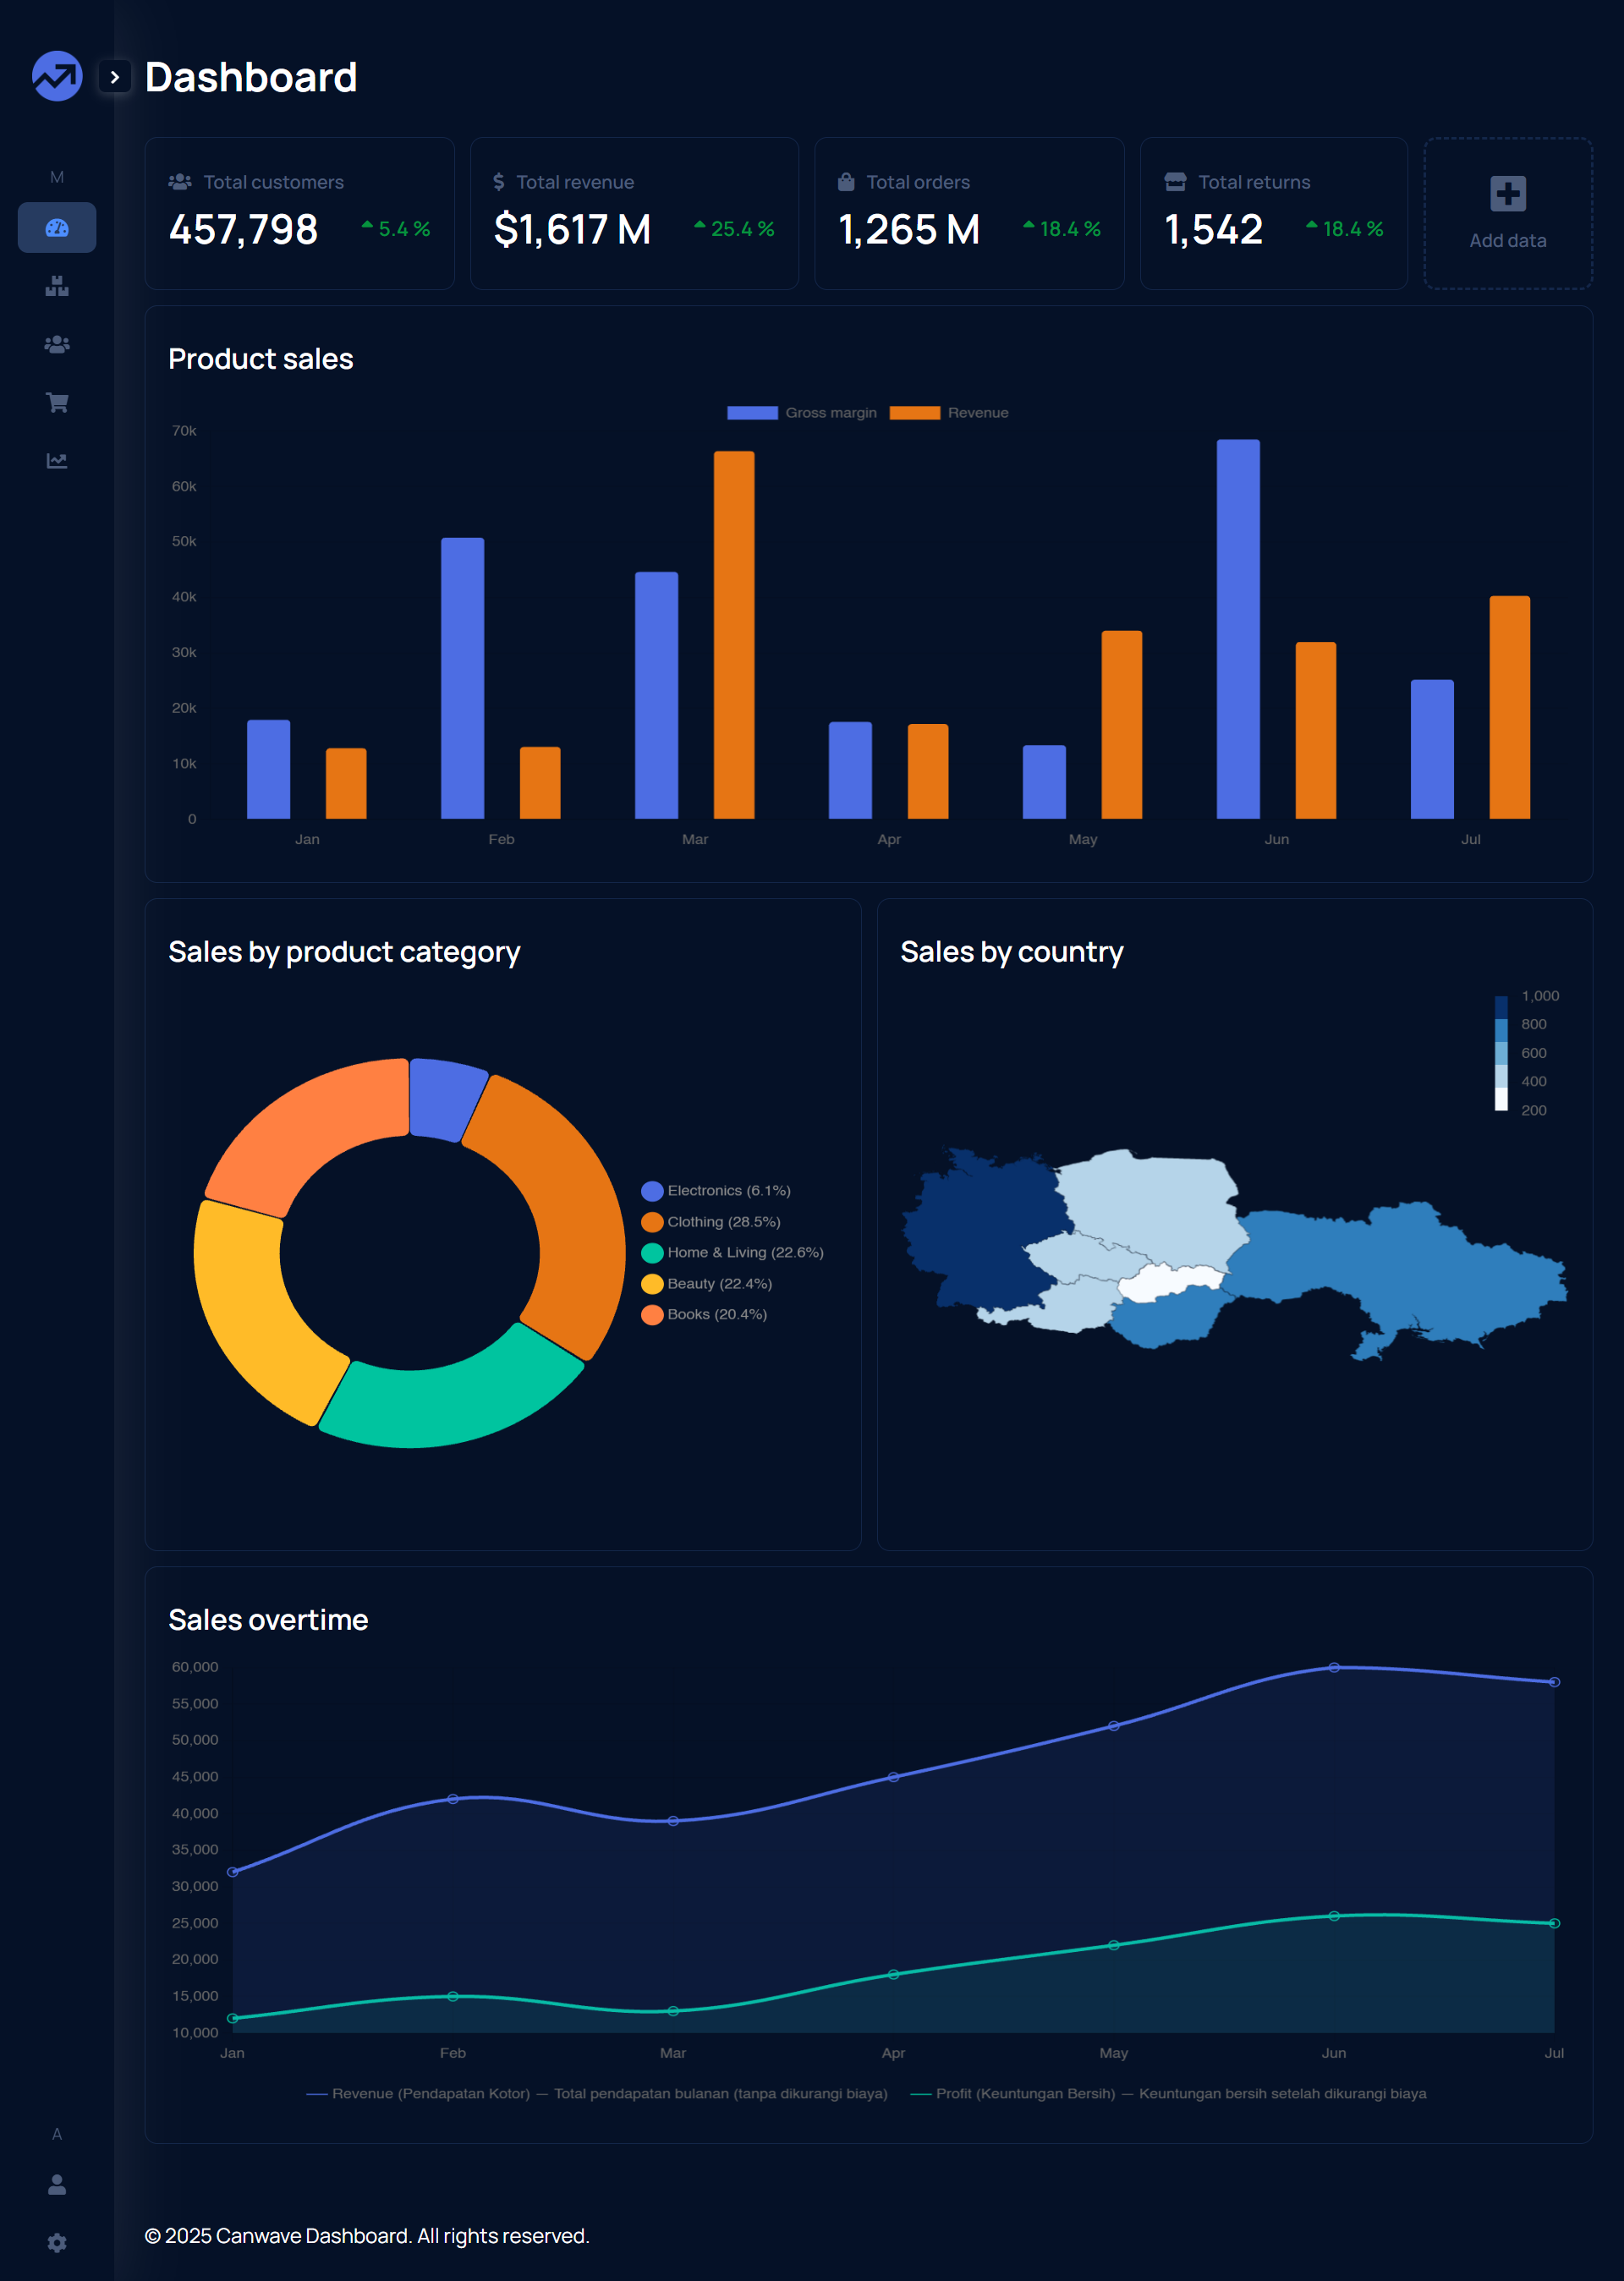 Dashboard
M
Total customers
457,798 5.4 %
Total revenue
$1,617 M 25.4 %
Total orders
1,265 M 18.4 %
Total returns
1,542 18.4 %
Add data
Product sales
Gross margin Revenue
70k
60k
50k
40k
30k
20k
10k
0
Jan Feb Mar Apr May Jun Jul
Sales by product category
Electronics (6.1%)
Clothing (28.5%)
Home & Living (22.6%)
Beauty (22.4%)
Books (20.4%)
Sales by country
1,000
800
600
400
200
Sales overtime
60,000
55,000
50,000
45,000
40,000
35,000
30,000
25,000
20,000
15,000
10,000
Jan Feb Mar Apr May Jun Jul
Revenue (Pendapatan Kotor) — Total pendapatan bulanan (tanpa dikurangi biaya) Profit (Keuntungan Bersih) — Keuntungan bersih setelah dikurangi biaya
A
© 2025 Canwave Dashboard. All rights reserved.